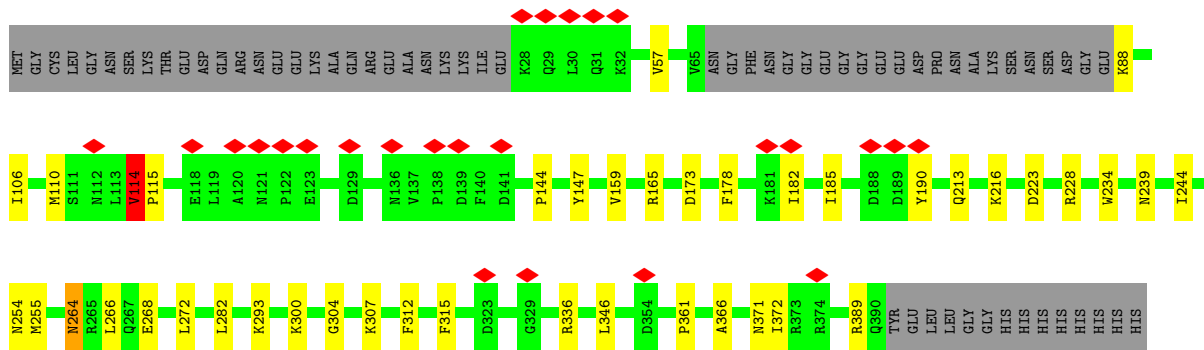 MET GLY CYS LEU GLY ASN SER LYS THR GLU ASP GLN ARG ASN GLU GLU LYS ALA GLN ARG GLU ALA ASN LYS LYS ILE GLU K28 Q29 L30 Q31 K32 V57 V65 ASN GLY PHE ASN GLY GLY GLU GLY GLY GLU GLU ASP PRO ASN ALA LYS SER ASN SER ASP GLY GLU K88
I106 M110 S111 N112 L113 V114 P115 E118 L119 A120 N121 P122 E123 D129 N136 V137 P138 D139 F140 D141 P144 Y147 V159 R165 D173 F178 K181 I182 I185 D188 D189 Y190 Q213 K216 D223 R228 W234 N239 I244
N254 M255 N264 R265 L266 Q267 E268 L272 L282 K293 K300 G304 K307 F312 F315 D323 G329 R336 L346 D354 P361 A366 N371 I372 R373 R374 R389 Q390 TYR GLU LEU LEU GLY GLY HIS HIS HIS HIS HIS HIS HIS HIS